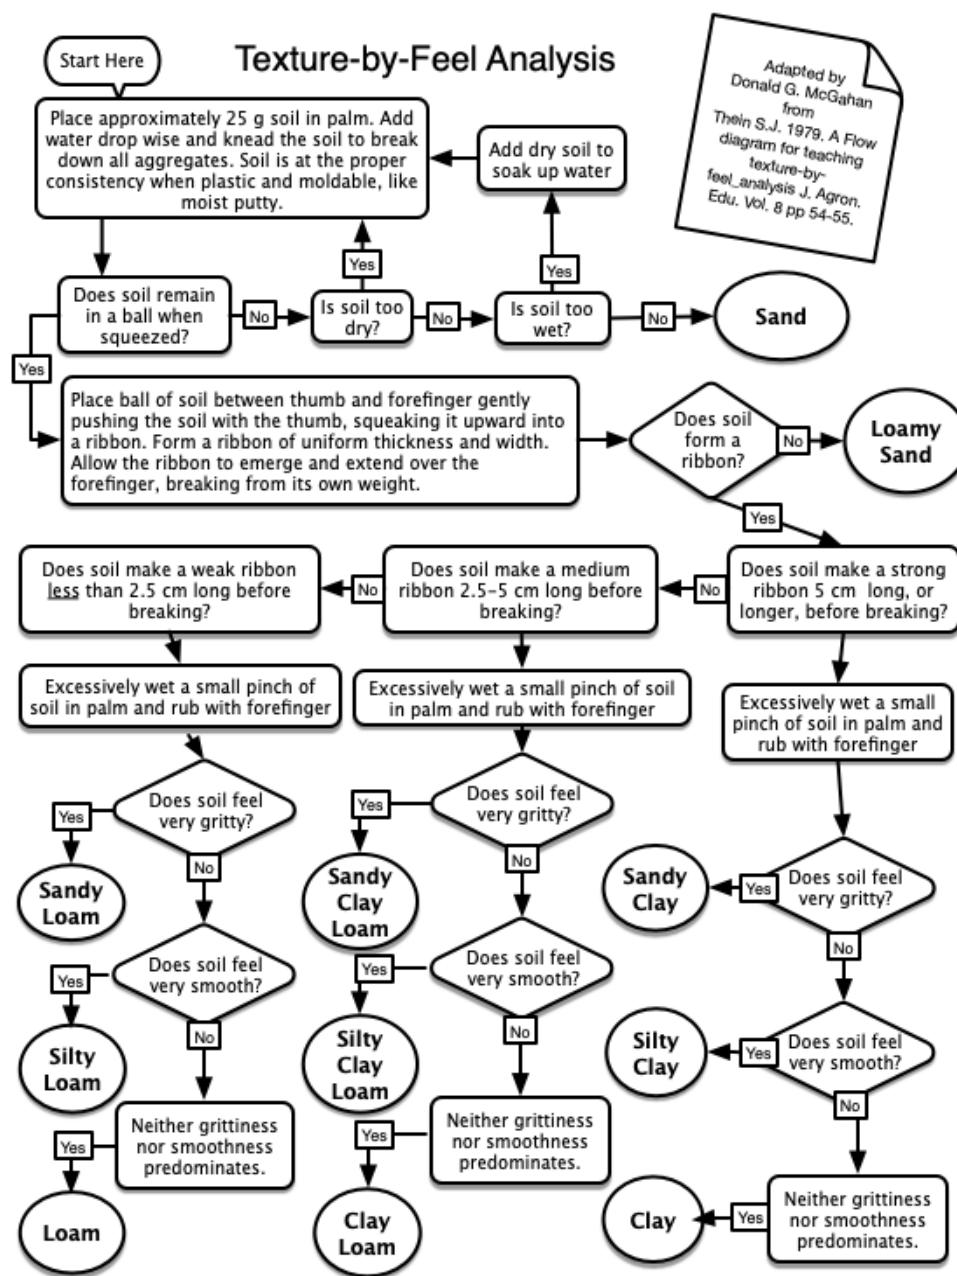 Texture-by-Feel Analysis
Start Here
Adapted by
Donald G. McGahan
from
Thein S.J. 1979. A Flow
diagram for teaching
texture-by-
feel_analysis J. Agron.
Edu. Vol. 8 pp 54-55.
Place approximately 25 g soil in palm. Add
water drop wise and knead the soil to break
down all aggregates. Soil is at the proper
consistency when plastic and moldable, like
moist putty.
Add dry soil to
soak up water
Yes
Yes
Does soil remain
in a ball when
squeezed?
No
Is soil too
dry?
No
Is soil too
wet?
No
Sand
Yes
Place ball of soil between thumb and forefinger gently
pushing the soil with the thumb, squeaking it upward into
a ribbon. Form a ribbon of uniform thickness and width.
Allow the ribbon to emerge and extend over the
forefinger, breaking from its own weight.
Does soil
form a
ribbon?
No
Loamy
Sand
Yes
Does soil make a weak ribbon
less than 2.5 cm long before
breaking?
No
Does soil make a medium
ribbon 2.5-5 cm long before
breaking?
No
Does soil make a strong
ribbon 5 cm long, or
longer, before breaking?
Excessively wet a small pinch of
soil in palm and rub with forefinger
Excessively wet a small pinch of soil
in palm and rub with forefinger
Excessively wet a small
pinch of soil in palm and
rub with forefinger
Does soil feel
very gritty?
Yes
No
Sandy
Loam
Does soil feel
very gritty?
Yes
No
Sandy
Clay
Loam
Does soil feel
very gritty?
Yes
No
Sandy
Clay
Does soil feel
very smooth?
Yes
No
Silty
Loam
Does soil feel
very smooth?
Yes
No
Silty
Clay
Loam
Does soil feel
very smooth?
Yes
No
Silty
Clay
Neither grittiness
nor smoothness
predominates.
Yes
Loam
Neither grittiness
nor smoothness
predominates.
Yes
Clay
Loam
Neither grittiness
nor smoothness
predominates.
Yes
Clay